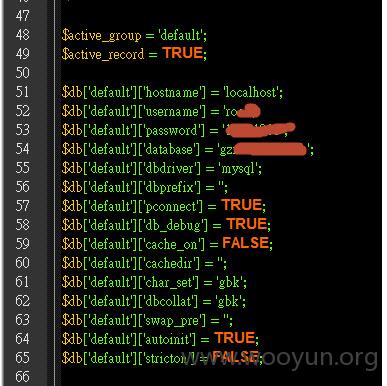 46
47
48 $active_group = 'default';
49 $active_record = TRUE;
50
51 $db['default']['hostname'] = 'localhost';
52 $db['default']['username'] = 'ro
53 $db['default']['password'] = '
54 $db['default']['database'] = 'gz ';
55 $db['default']['dbdriver'] = 'mysql';
56 $db['default']['dbprefix'] = '';
57 $db['default']['pconnect'] = TRUE;
58 $db['default']['db_debug'] = TRUE;
59 $db['default']['cache_on'] = FALSE;
60 $db['default']['cachedir'] = '';
61 $db['default']['char_set'] = 'gbk';
62 $db['default']['dbcollat'] = 'gbk';
63 $db['default']['swap_pre'] = '';
64 $db['default']['autoinit'] = TRUE;
65 $db['default']['stricton'] = FALSE;
www.wooyun.org
66